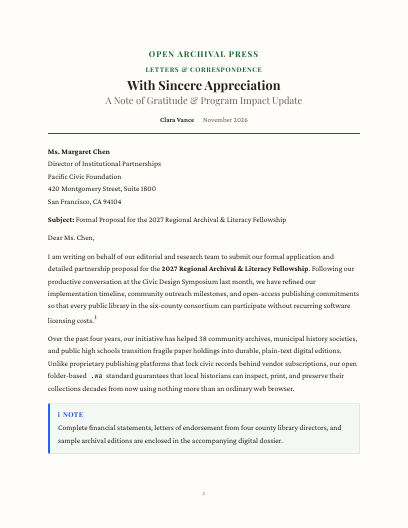 OPEN ARCHIVAL PRESS
LETTERS & CORRESPONDENCE
With Sincere Appreciation
A Note of Gratitude & Program Impact Update
Clara Vance November 2026
Ms. Margaret Chen
Director of Institutional Partnerships
Pacific Civic Foundation
420 Montgomery Street, Suite 1800
San Francisco, CA 94104
Subject: Formal Proposal for the 2027 Regional Archival & Literacy Fellowship
Dear Ms. Chen,
I am writing on behalf of our editorial and research team to submit our formal application and
detailed partnership proposal for the 2027 Regional Archival & Literacy Fellowship. Following our
productive conversation at the Civic Design Symposium last month, we have refined our
implementation timeline, community outreach milestones, and open-access publishing commitments
so that every public library in the six-county consortium can participate without recurring software
licensing costs.1
Over the past four years, our initiative has helped 38 community archives, municipal history societies,
and public high schools transition fragile paper holdings into durable, plain-text digital editions.
Unlike proprietary publishing platforms that lock civic records behind vendor subscriptions, our open
folder-based .wa standard guarantees that local historians can inspect, print, and preserve their
collections decades from now using nothing more than an ordinary web browser.
i NOTE
Complete financial statements, letters of endorsement from four county library directors, and
sample archival editions are enclosed in the accompanying digital dossier.
1